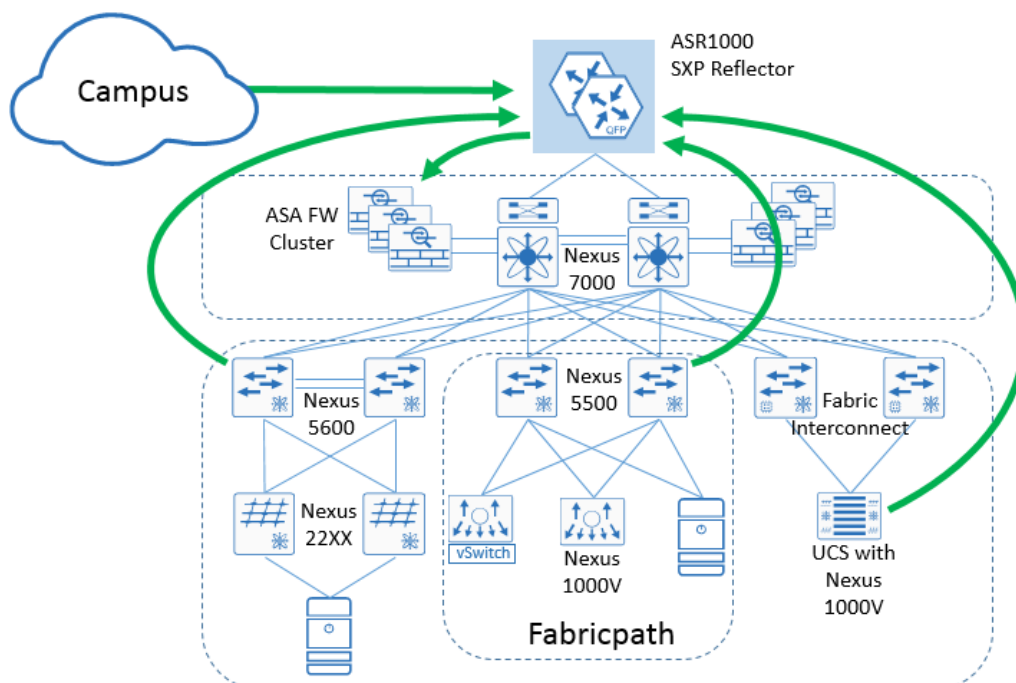 ASR1000
SXP Reflector
Campus
QFP
ASA FW
Cluster
Nexus
7000
Nexus
5600
Nexus
5500
Fabric
Interconnect
Nexus
22XX
vSwitch
Nexus
1000V
UCS with
Nexus
1000V
Fabricpath